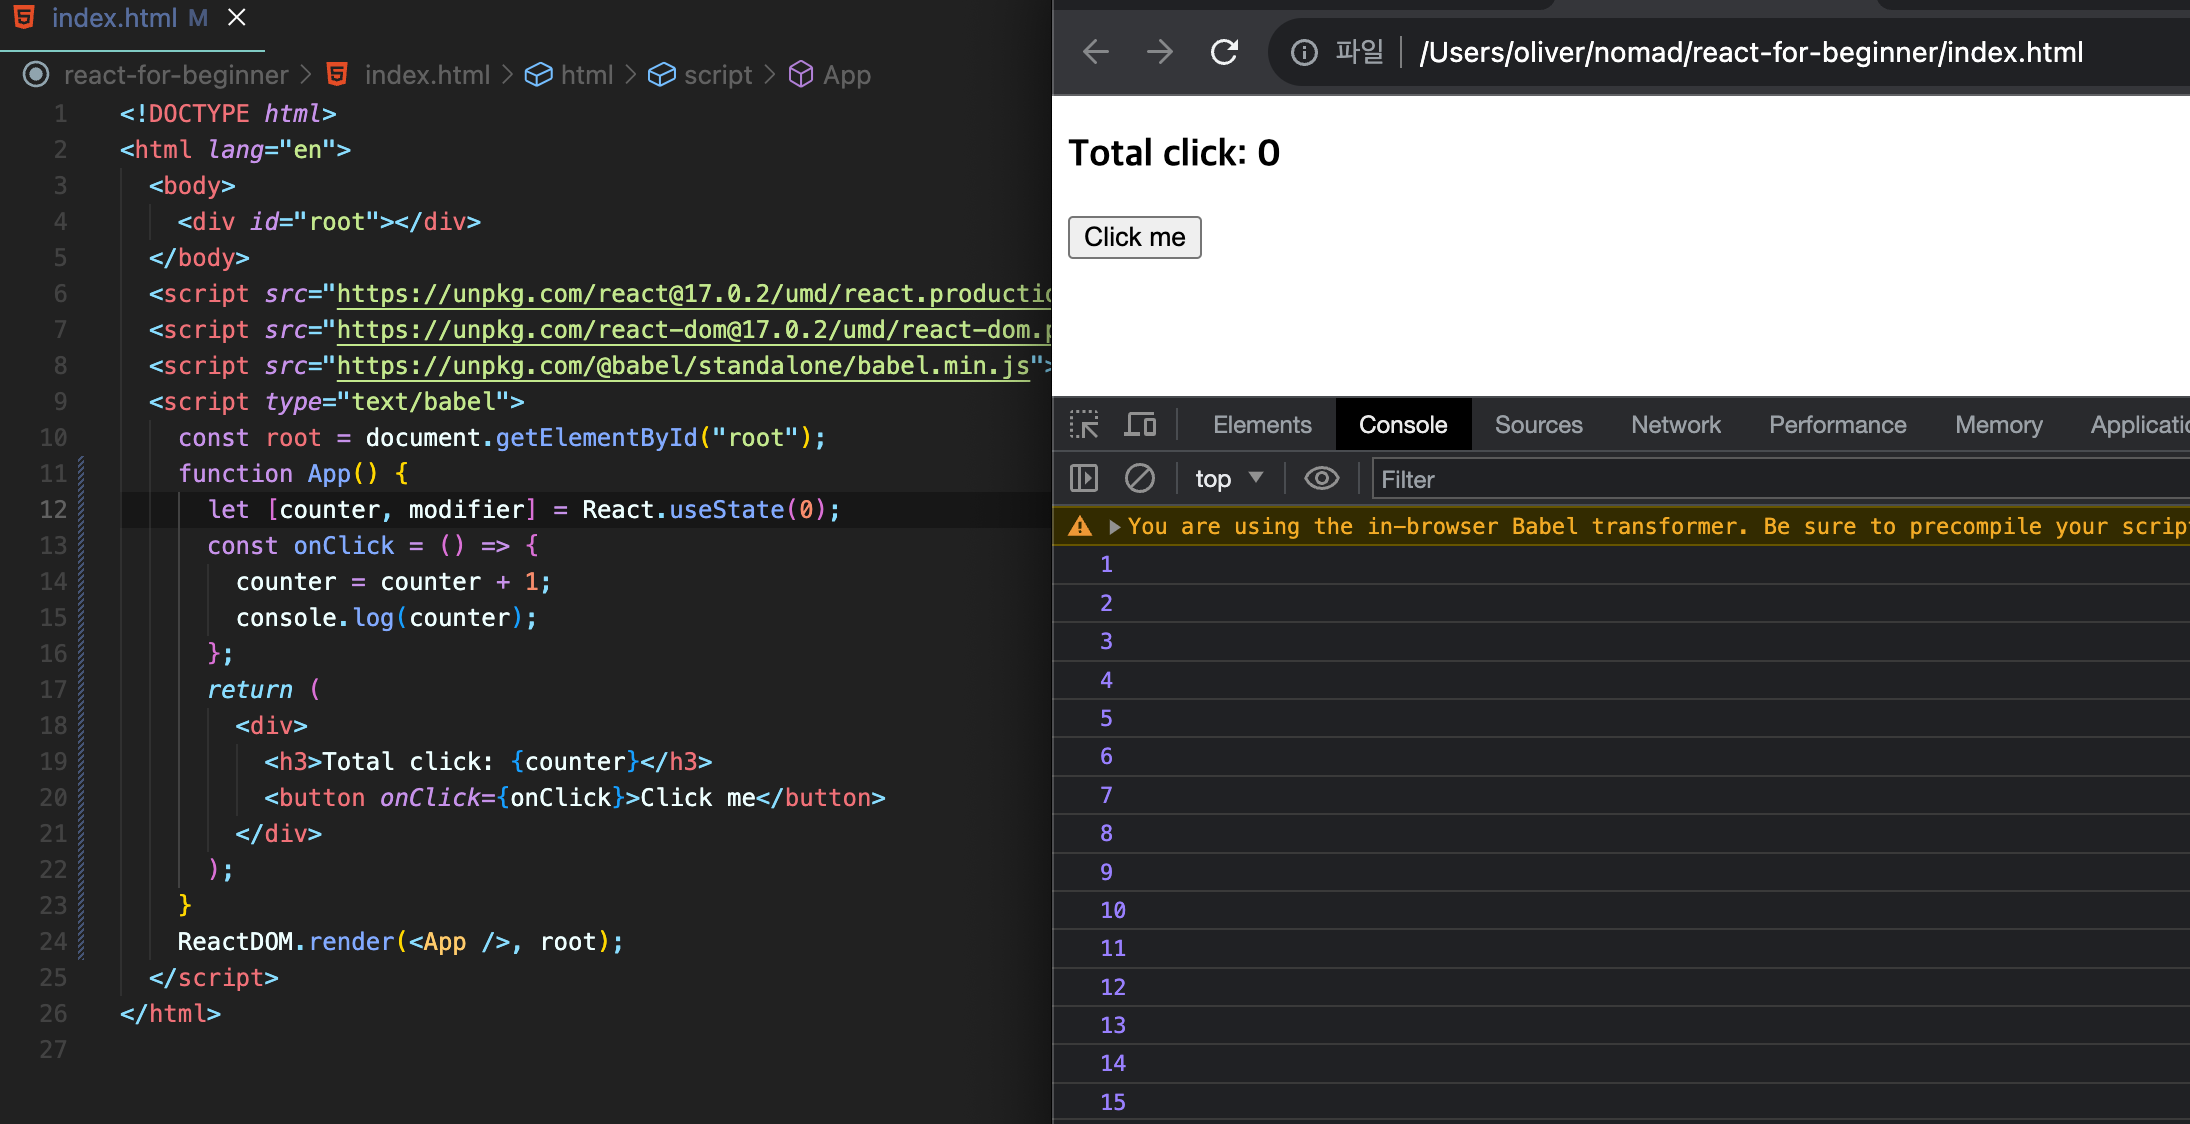 index.html M
react-for-beginner > index.html > html > script > App
1 <!DOCTYPE html>
2 <html lang="en">
3 <body>
4 <div id="root"></div>
5 </body>
6 <script src="https://unpkg.com/react@17.0.2/umd/react.productio
7 <script src="https://unpkg.com/react-dom@17.0.2/umd/react-dom.p
8 <script src="https://unpkg.com/@babel/standalone/babel.min.js">
9 <script type="text/babel">
10 const root = document.getElementById("root");
11 function App() {
12 let [counter, modifier] = React.useState(0);
13 const onClick = () => {
14 counter = counter + 1;
15 console.log(counter);
16 };
17 return (
18 <div>
19 <h3>Total click: {counter}</h3>
20 <button onClick={onClick}>Click me</button>
21 </div>
22 );
23 }
24 ReactDOM.render(<App />, root);
25 </script>
26 </html>
27
파일 /Users/oliver/nomad/react-for-beginner/index.html
Total click: 0
Click me
Elements Console Sources Network Performance Memory Applicatio
top Filter
You are using the in-browser Babel transformer. Be sure to precompile your scrip
1
2
3
4
5
6
7
8
9
10
11
12
13
14
15